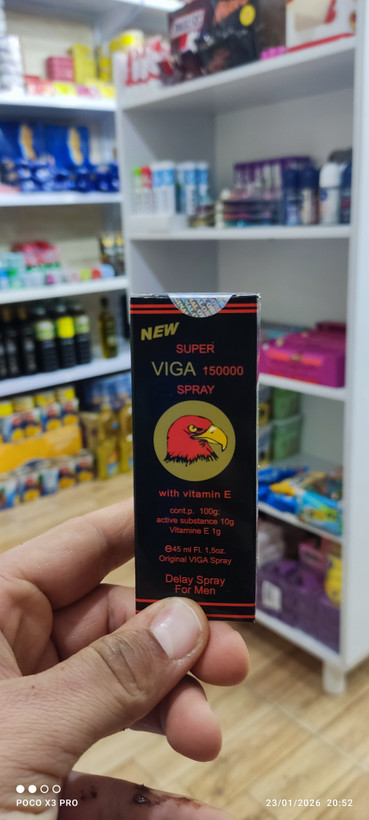 NEW
SUPER
VIGA 150000
SPRAY
with vitamin E
cont.p. 100g;
active substance 10g
Vitamine E 1g
℮45 ml Fl. 1,5oz.
Original VIGA Spray
Delay Spray
For Men
POCO X3 PRO
23/01/2026 20:52